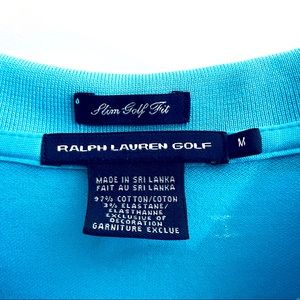 Slim Golf Fit
RALPH LAUREN GOLF
M
MADE IN SRI LANKA
FAIT AU SRI LANKA
97% COTTON/COTON
3% ELASTANE/
ELASTHANNE
EXCLUSIVE OF
DECORATION
GARNITURE EXCLUE